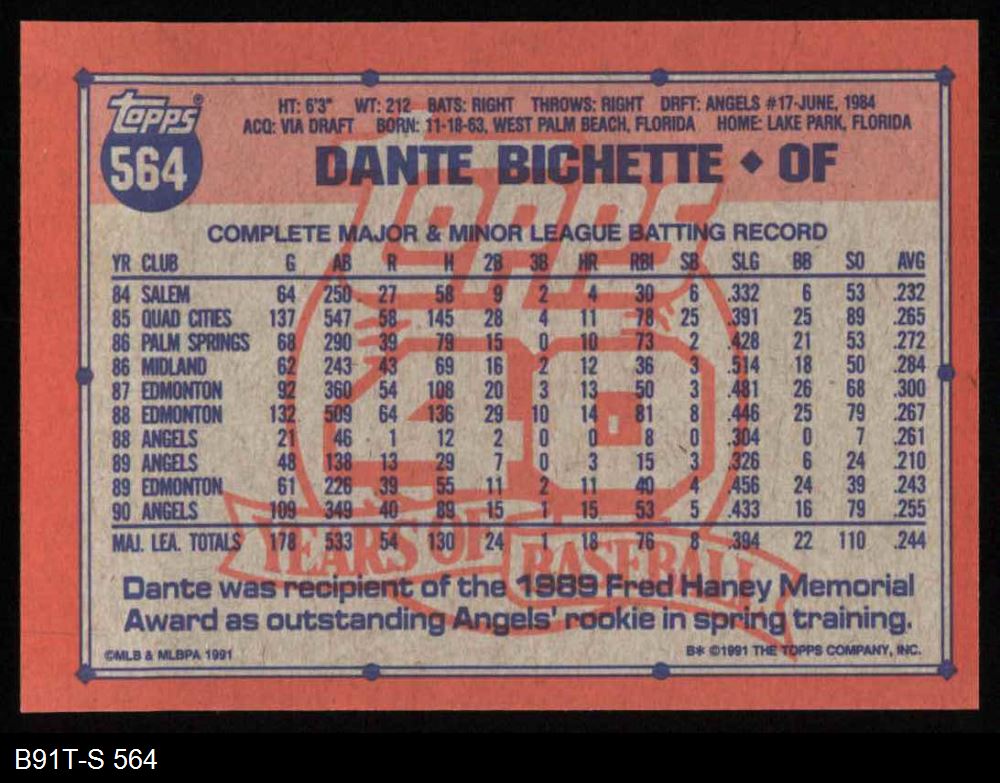 topps®
564
HT: 6'3" WT: 212 BATS: RIGHT THROWS: RIGHT DRFT: ANGELS #17-JUNE, 1984
ACQ: VIA DRAFT BORN: 11-18-63, WEST PALM BEACH, FLORIDA HOME: LAKE PARK, FLORIDA
DANTE BICHETTE ◆ OF
TOPPS
40
YEARS OF BASEBALL
COMPLETE MAJOR & MINOR LEAGUE BATTING RECORD
YR CLUB G AB R H 2B 3B HR RBI SB SLG BB SO AVG
84 SALEM 64 250 27 58 9 2 4 30 6 .332 6 53 .232
85 QUAD CITIES 137 547 58 145 28 4 11 78 25 .391 25 89 .265
86 PALM SPRINGS 68 290 39 79 15 0 10 73 2 .428 21 53 .272
86 MIDLAND 62 243 43 69 16 2 12 36 3 .514 18 50 .284
87 EDMONTON 92 360 54 108 20 3 13 50 3 .481 26 68 .300
88 EDMONTON 132 509 64 136 29 10 14 81 8 .446 25 79 .267
88 ANGELS 21 46 1 12 2 0 0 8 0 .304 0 7 .261
89 ANGELS 48 138 13 29 7 0 3 15 3 .326 6 24 .210
89 EDMONTON 61 226 39 55 11 2 11 40 4 .456 24 39 .243
90 ANGELS 109 349 40 89 15 1 15 53 5 .433 16 79 .255
MAJ. LEA. TOTALS 178 533 54 130 24 1 18 76 8 .394 22 110 .244
Dante was recipient of the 1989 Fred Haney Memorial
Award as outstanding Angels' rookie in spring training.
©MLB & MLBPA 1991 B* ©1991 THE TOPPS COMPANY, INC.
B91T-S 564